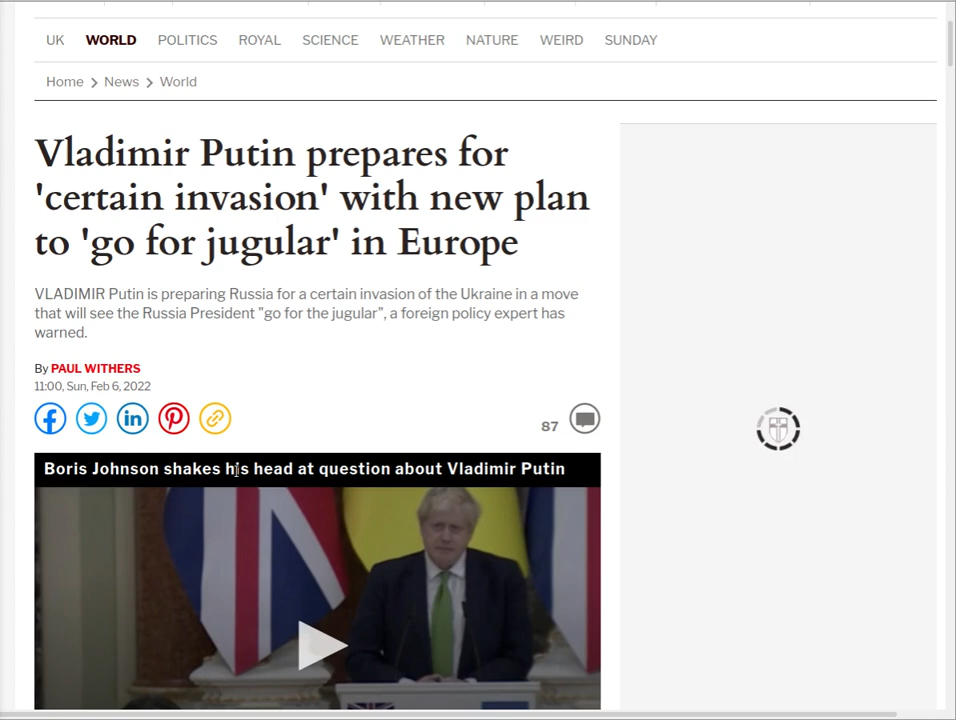 UK WORLD POLITICS ROYAL SCIENCE WEATHER NATURE WEIRD SUNDAY
Home > News > World
Vladimir Putin prepares for
'certain invasion' with new plan
to 'go for jugular' in Europe
VLADIMIR Putin is preparing Russia for a certain invasion of the Ukraine in a move
that will see the Russia President "go for the jugular", a foreign policy expert has
warned.
By PAUL WITHERS
11:00, Sun, Feb 6, 2022
87
Boris Johnson shakes his head at question about Vladimir Putin